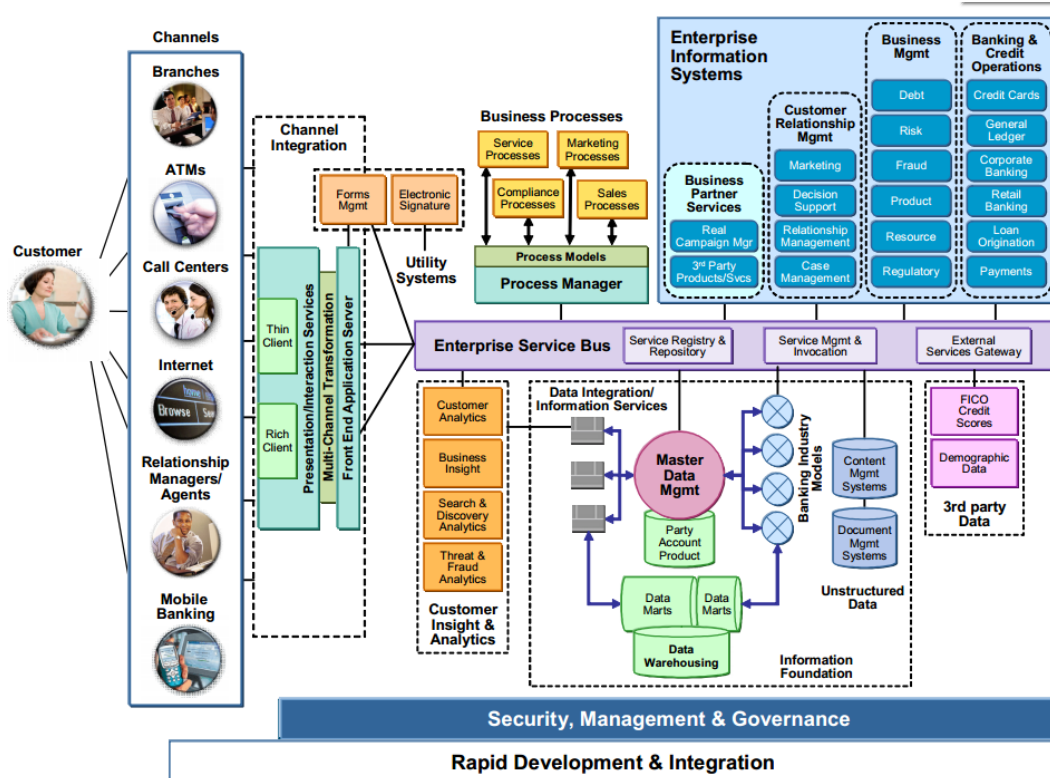 Channels
Branches
ATMs
Customer
Call Centers
Internet
home
Browse
Relationship
Managers/
Agents
Mobile
Banking
Channel
Integration
Forms
Mgmt
Electronic
Signature
Utility
Systems
Thin
Client
Rich
Client
Presentation/Interaction Services
Multi-Channel Transformation
Front End Application Server
Business Processes
Service
Processes
Marketing
Processes
Compliance
Processes
Sales
Processes
Process Models
Process Manager
Enterprise
Information
Systems
Business
Partner
Services
Real
Campaign Mgr
3rd Party
Products/Svcs
Customer
Relationship
Mgmt
Marketing
Decision
Support
Relationship
Management
Case
Management
Business
Mgmt
Debt
Risk
Fraud
Product
Resource
Regulatory
Banking &
Credit
Operations
Credit Cards
General
Ledger
Corporate
Banking
Retail
Banking
Loan
Origination
Payments
Enterprise Service Bus
Service Registry &
Repository
Service Mgmt &
Invocation
External
Services Gateway
Customer
Analytics
Business
Insight
Search &
Discovery
Analytics
Threat &
Fraud
Analytics
Customer
Insight &
Analytics
Data Integration/
Information Services
Master
Data
Mgmt
Party
Account
Product
Banking Industry
Models
Data
Marts
Data
Marts
Data
Warehousing
Content
Mgmt
Systems
Document
Mgmt
Systems
Unstructured
Data
Information
Foundation
FICO
Credit
Scores
Demographic
Data
3rd party
Data
Security, Management & Governance
Rapid Development & Integration